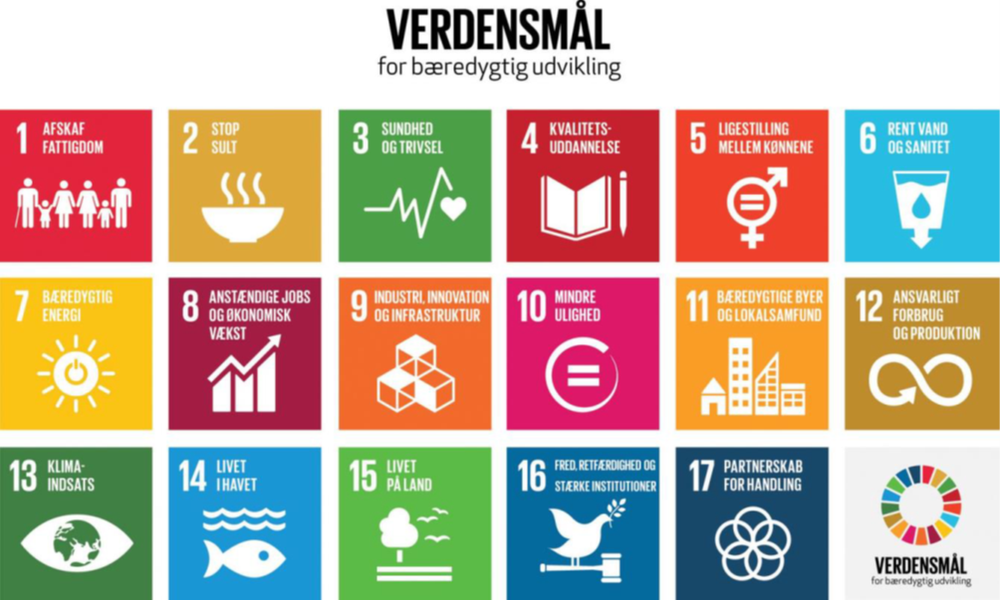 VERDENSMÅL
for bæredygtig udvikling
1 AFSKAF
FATTIGDOM
2 STOP
SULT
3 SUNDHED
OG TRIVSEL
4 KVALITETS-
UDDANNELSE
5 LIGESTILLING
MELLEM KØNNENE
6 RENT VAND
OG SANITET
7 BÆREDYGTIG
ENERGI
8 ANSTÆNDIGE JOBS
OG ØKONOMISK
VÆKST
9 INDUSTRI, INNOVATION
OG INFRASTRUKTUR
10 MINDRE
ULIGHED
11 BÆREDYGTIGE BYER
OG LOKALSAMFUND
12 ANSVARLIGT
FORBRUG
OG PRODUKTION
13 KLIMA-
INDSATS
14 LIVET
I HAVET
15 LIVET
PÅ LAND
16 FRED, RETFÆRDIGHED OG
STÆRKE INSTITUTIONER
17 PARTNERSKAB
FOR HANDLING
VERDENSMÅL
for bæredygtig udvikling